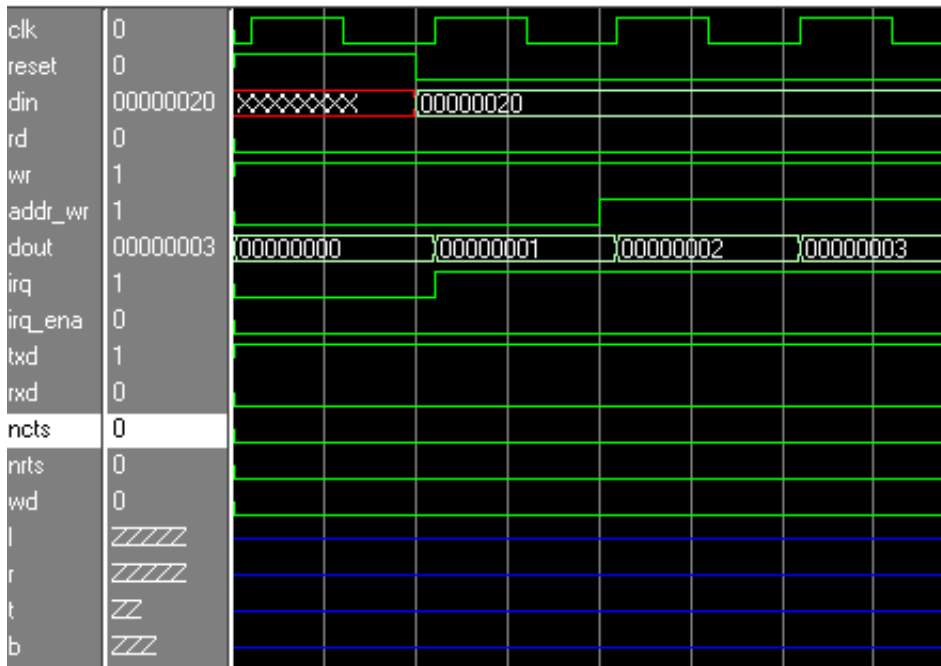 clk 0
reset 0
din 00000020 XXXXXXXX 00000020
rd 0
wr 1
addr_wr 1
dout 00000003 00000000 00000001 00000002 00000003
irq 1
irq_ena 0
txd 1
rxd 0
ncts 0
nrts 0
wd 0
l ZZZZZ
r ZZZZZ
t ZZ
b ZZZ